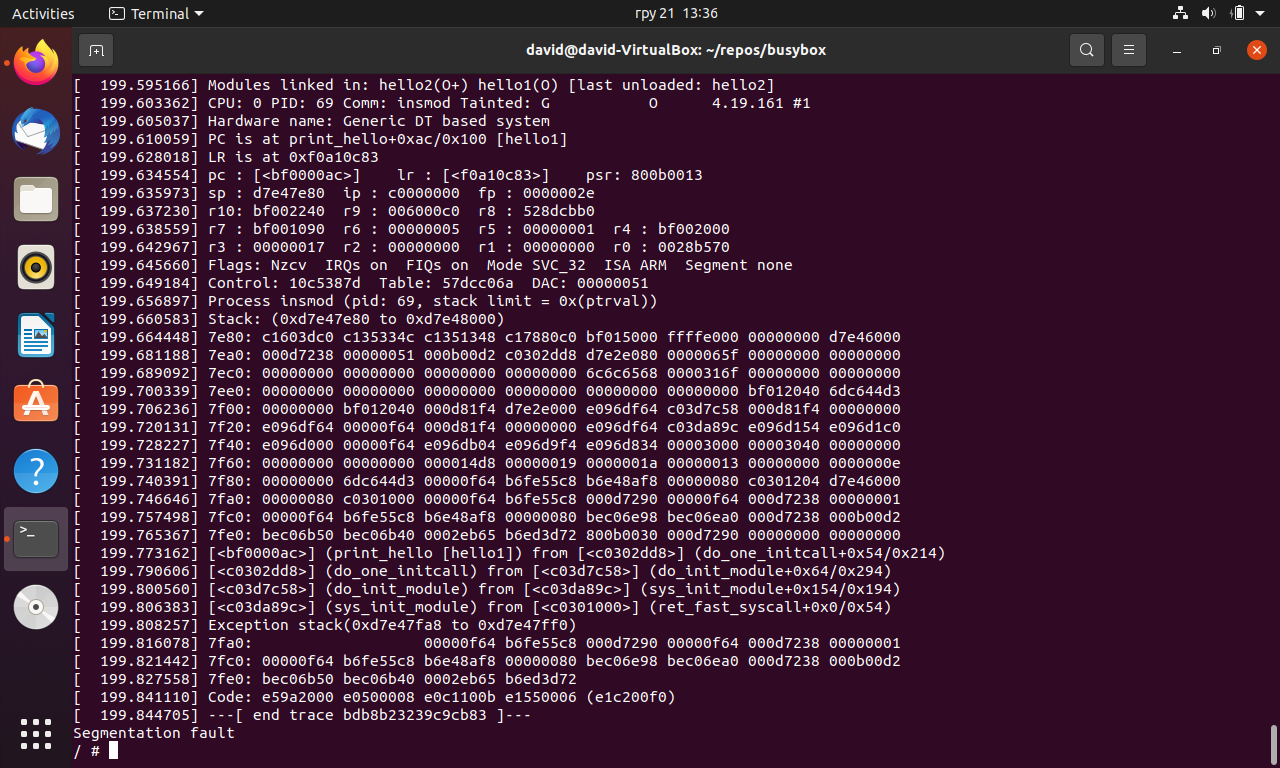 Activities Terminal гру 21 13:36
david@david-VirtualBox: ~/repos/busybox
[  199.595166] Modules linked in: hello2(O+) hello1(O) [last unloaded: hello2]
[  199.603362] CPU: 0 PID: 69 Comm: insmod Tainted: G           O      4.19.161 #1
[  199.605037] Hardware name: Generic DT based system
[  199.610059] PC is at print_hello+0xac/0x100 [hello1]
[  199.628018] LR is at 0xf0a10c83
[  199.634554] pc : [<bf0000ac>]    lr : [<f0a10c83>]    psr: 800b0013
[  199.635973] sp : d7e47e80  ip : c0000000  fp : 0000002e
[  199.637230] r10: bf002240  r9 : 006000c0  r8 : 528dcbb0
[  199.638559] r7 : bf001090  r6 : 00000005  r5 : 00000001  r4 : bf002000
[  199.642967] r3 : 00000017  r2 : 00000000  r1 : 00000000  r0 : 0028b570
[  199.645660] Flags: Nzcv  IRQs on  FIQs on  Mode SVC_32  ISA ARM  Segment none
[  199.649184] Control: 10c5387d  Table: 57dcc06a  DAC: 00000051
[  199.656897] Process insmod (pid: 69, stack limit = 0x(ptrval))
[  199.660583] Stack: (0xd7e47e80 to 0xd7e48000)
[  199.664448] 7e80: c1603dc0 c135334c c1351348 c17880c0 bf015000 ffffe000 00000000 d7e46000
[  199.681188] 7ea0: 000d7238 00000051 000b00d2 c0302dd8 d7e2e080 0000065f 00000000 00000000
[  199.689092] 7ec0: 00000000 00000000 00000000 00000000 6c6c6568 0000316f 00000000 00000000
[  199.700339] 7ee0: 00000000 00000000 00000000 00000000 00000000 00000000 bf012040 6dc644d3
[  199.706236] 7f00: 00000000 bf012040 000d81f4 d7e2e000 e096df64 c03d7c58 000d81f4 00000000
[  199.720131] 7f20: e096df64 00000f64 000d81f4 00000000 e096df64 c03da89c e096d154 e096d1c0
[  199.728227] 7f40: e096d000 00000f64 e096db04 e096d9f4 e096d834 00003000 00003040 00000000
[  199.731182] 7f60: 00000000 00000000 000014d8 00000019 0000001a 00000013 00000000 0000000e
[  199.740391] 7f80: 00000000 6dc644d3 00000f64 b6fe55c8 b6e48af8 00000080 c0301204 d7e46000
[  199.746646] 7fa0: 00000080 c0301000 00000f64 b6fe55c8 000d7290 00000f64 000d7238 00000001
[  199.757498] 7fc0: 00000f64 b6fe55c8 b6e48af8 00000080 bec06e98 bec06ea0 000d7238 000b00d2
[  199.765367] 7fe0: bec06b50 bec06b40 0002eb65 b6ed3d72 800b0030 000d7290 00000000 00000000
[  199.773162] [<bf0000ac>] (print_hello [hello1]) from [<c0302dd8>] (do_one_initcall+0x54/0x214)
[  199.790606] [<c0302dd8>] (do_one_initcall) from [<c03d7c58>] (do_init_module+0x64/0x294)
[  199.800560] [<c03d7c58>] (do_init_module) from [<c03da89c>] (sys_init_module+0x154/0x194)
[  199.806383] [<c03da89c>] (sys_init_module) from [<c0301000>] (ret_fast_syscall+0x0/0x54)
[  199.808257] Exception stack(0xd7e47fa8 to 0xd7e47ff0)
[  199.816078] 7fa0:                   00000f64 b6fe55c8 000d7290 00000f64 000d7238 00000001
[  199.821442] 7fc0: 00000f64 b6fe55c8 b6e48af8 00000080 bec06e98 bec06ea0 000d7238 000b00d2
[  199.827558] 7fe0: bec06b50 bec06b40 0002eb65 b6ed3d72
[  199.841110] Code: e59a2000 e0500008 e0c1100b e1550006 (e1c200f0)
[  199.844705] ---[ end trace bdb8b23239c9cb83 ]---
Segmentation fault
/ #